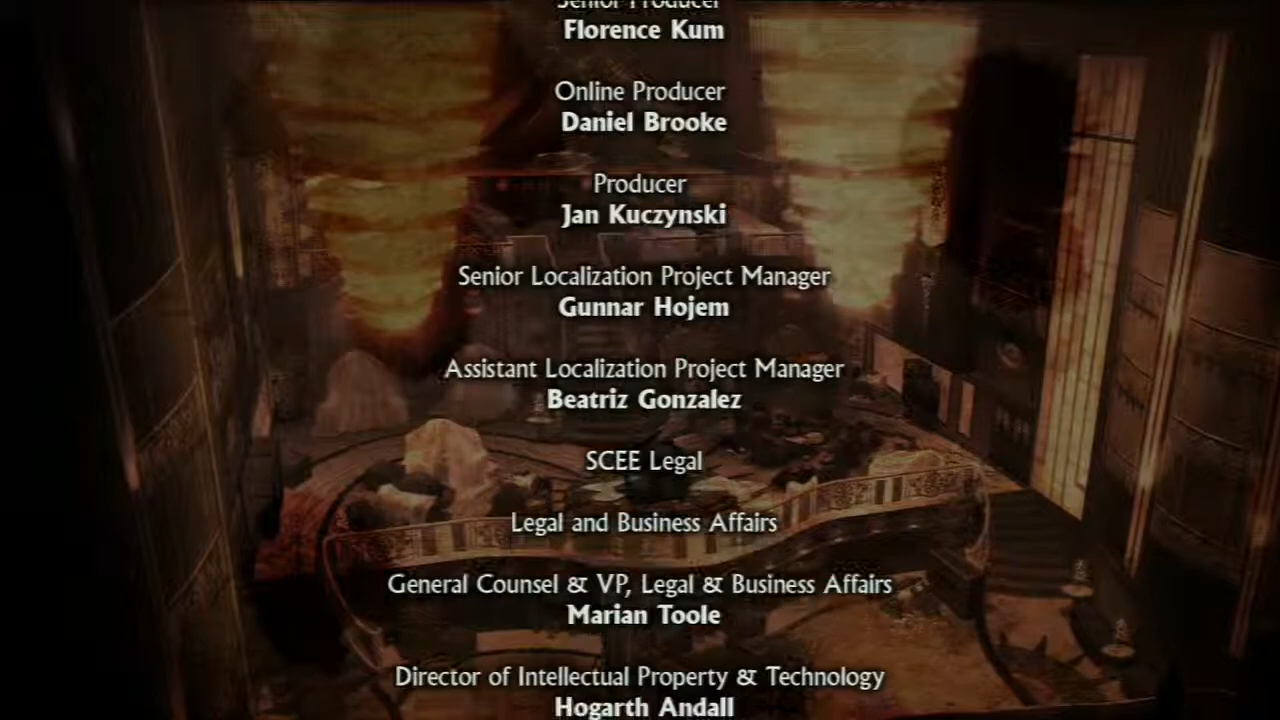 Senior Producer
Florence Kum
Online Producer
Daniel Brooke
Producer
Jan Kuczynski
Senior Localization Project Manager
Gunnar Hojem
Assistant Localization Project Manager
Beatriz Gonzalez
SCEE Legal
Legal and Business Affairs
General Counsel & VP, Legal & Business Affairs
Marian Toole
Director of Intellectual Property & Technology
Hogarth Andall